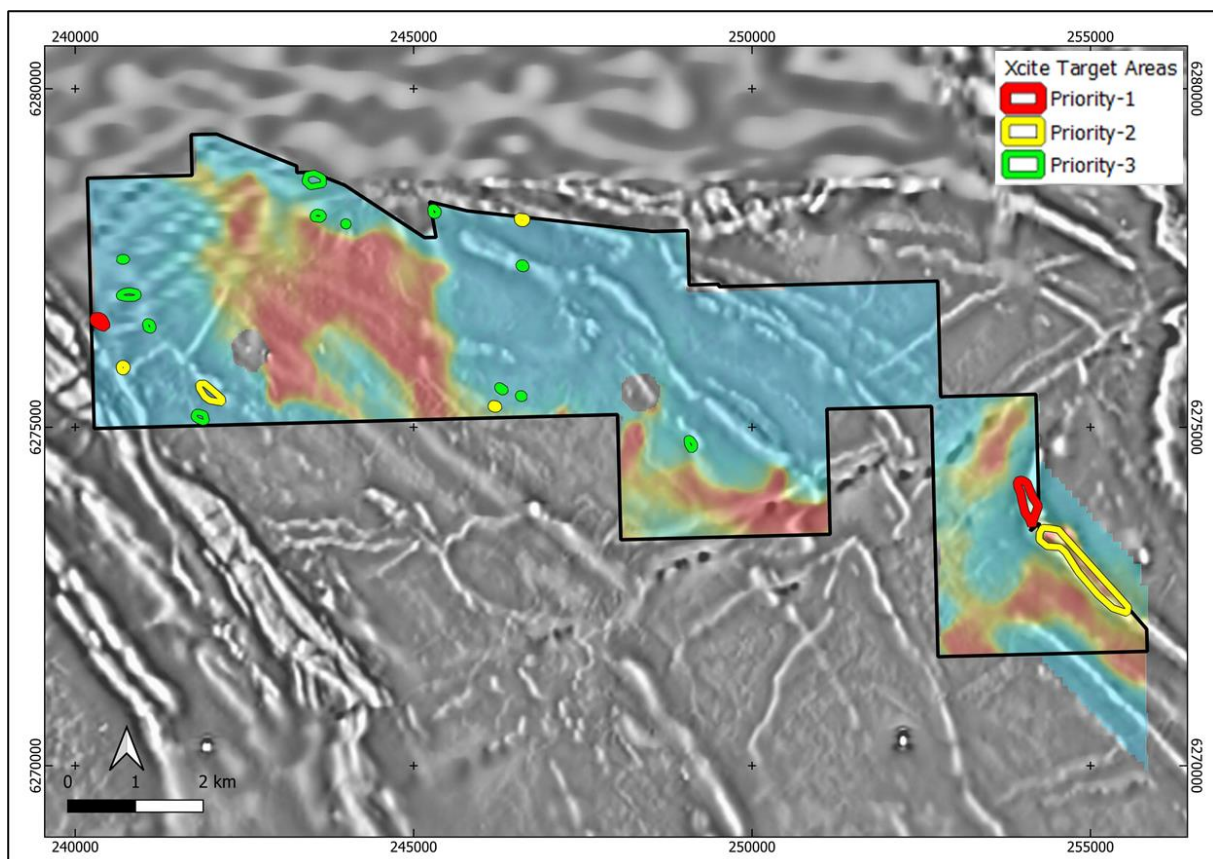 240000 245000 250000 255000
6280000 6280000
Xcite Target Areas
Priority-1
Priority-2
Priority-3
6275000 6275000
6270000 6270000
0 1 2 km
240000 245000 250000 255000